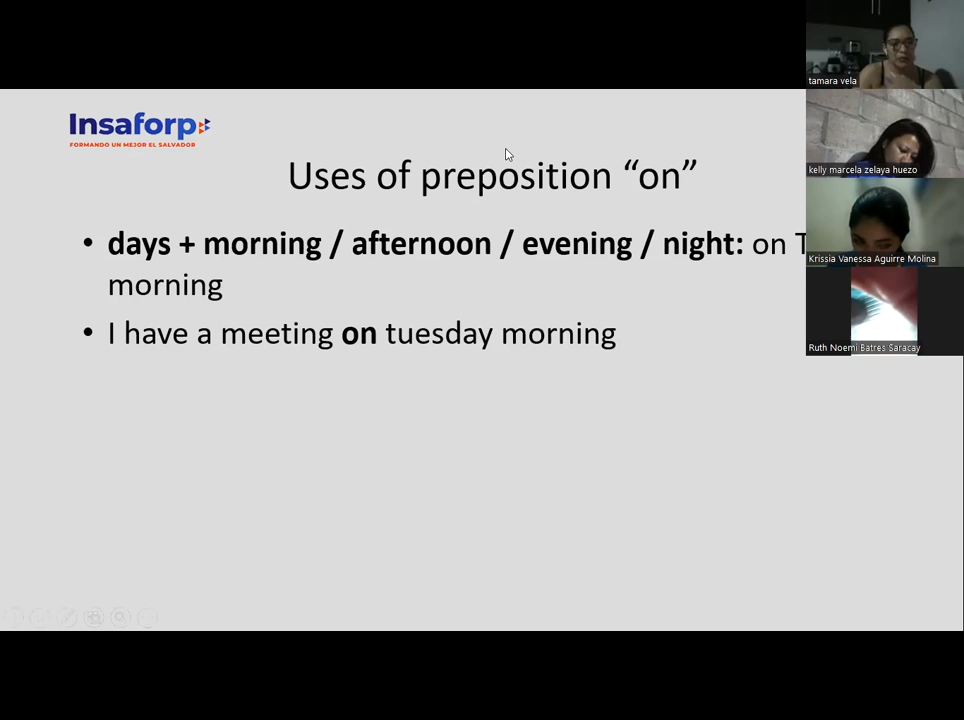 Insaforp
FORMANDO UN MEJOR EL SALVADOR
Uses of preposition “on”
• days + morning / afternoon / evening / night: on
morning
• I have a meeting on tuesday morning
tamara vela
kelly marcela zelaya huezo
Krissia Vanessa Aguirre Molina
Ruth Noemi Batres Saracay